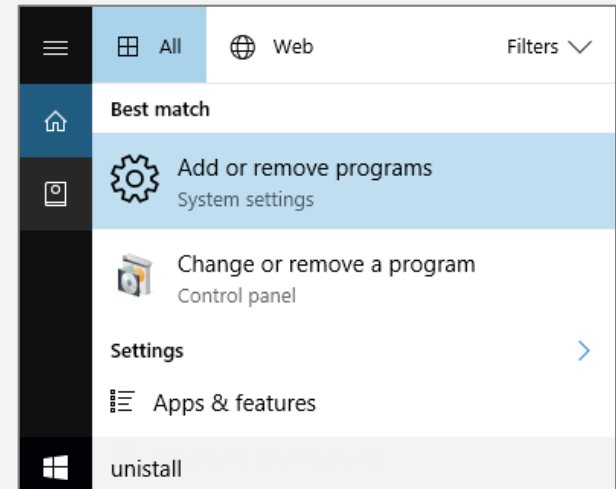 All Web Filters
Best match
Add or remove programs
System settings
Change or remove a program
Control panel
Settings
Apps & features
unistall